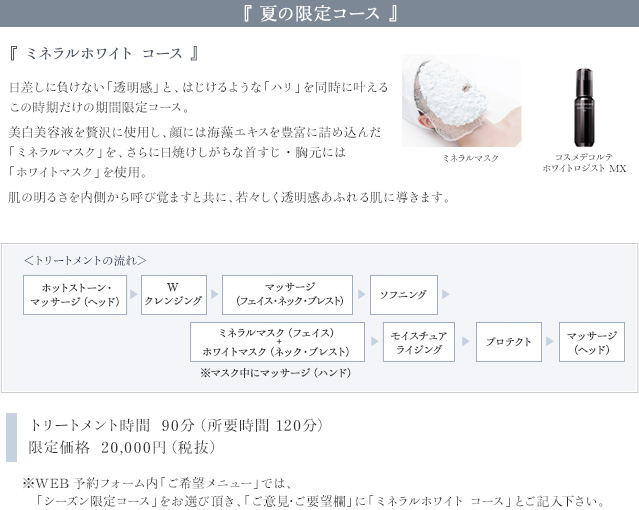 『 夏の限定コース 』
『 ミネラルホワイト コース 』
日差しに負けない「透明感」と、はじけるような「ハリ」を同時に叶える
この時期だけの期間限定コース。
美白美容液を贅沢に使用し、顔には海藻エキスを豊富に詰め込んだ
「ミネラルマスク」を、さらに日焼けしがちな首すじ・胸元には
「ホワイトマスク」を使用。
肌の明るさを内側から呼び覚ますと共に、若々しく透明感あふれる肌に導きます。
ミネラルマスク
コスメデコルテ
ホワイトロジスト MX
＜トリートメントの流れ＞
ホットストーン・
マッサージ（ヘッド）
W
クレンジング
マッサージ
（フェイス・ネック・ブレスト）
ソフニング
ミネラルマスク（フェイス）
+
ホワイトマスク（ネック・ブレスト）
※マスク中にマッサージ（ハンド）
モイスチュア
ライジング
プロテクト
マッサージ
（ヘッド）
トリートメント時間 90分（所要時間 120分）
限定価格 20,000円（税抜）
※WEB 予約フォーム内「ご希望メニュー」では、
「シーズン限定コース」をお選び頂き、「ご意見・ご要望欄」に「ミネラルホワイト コース」とご記入下さい。